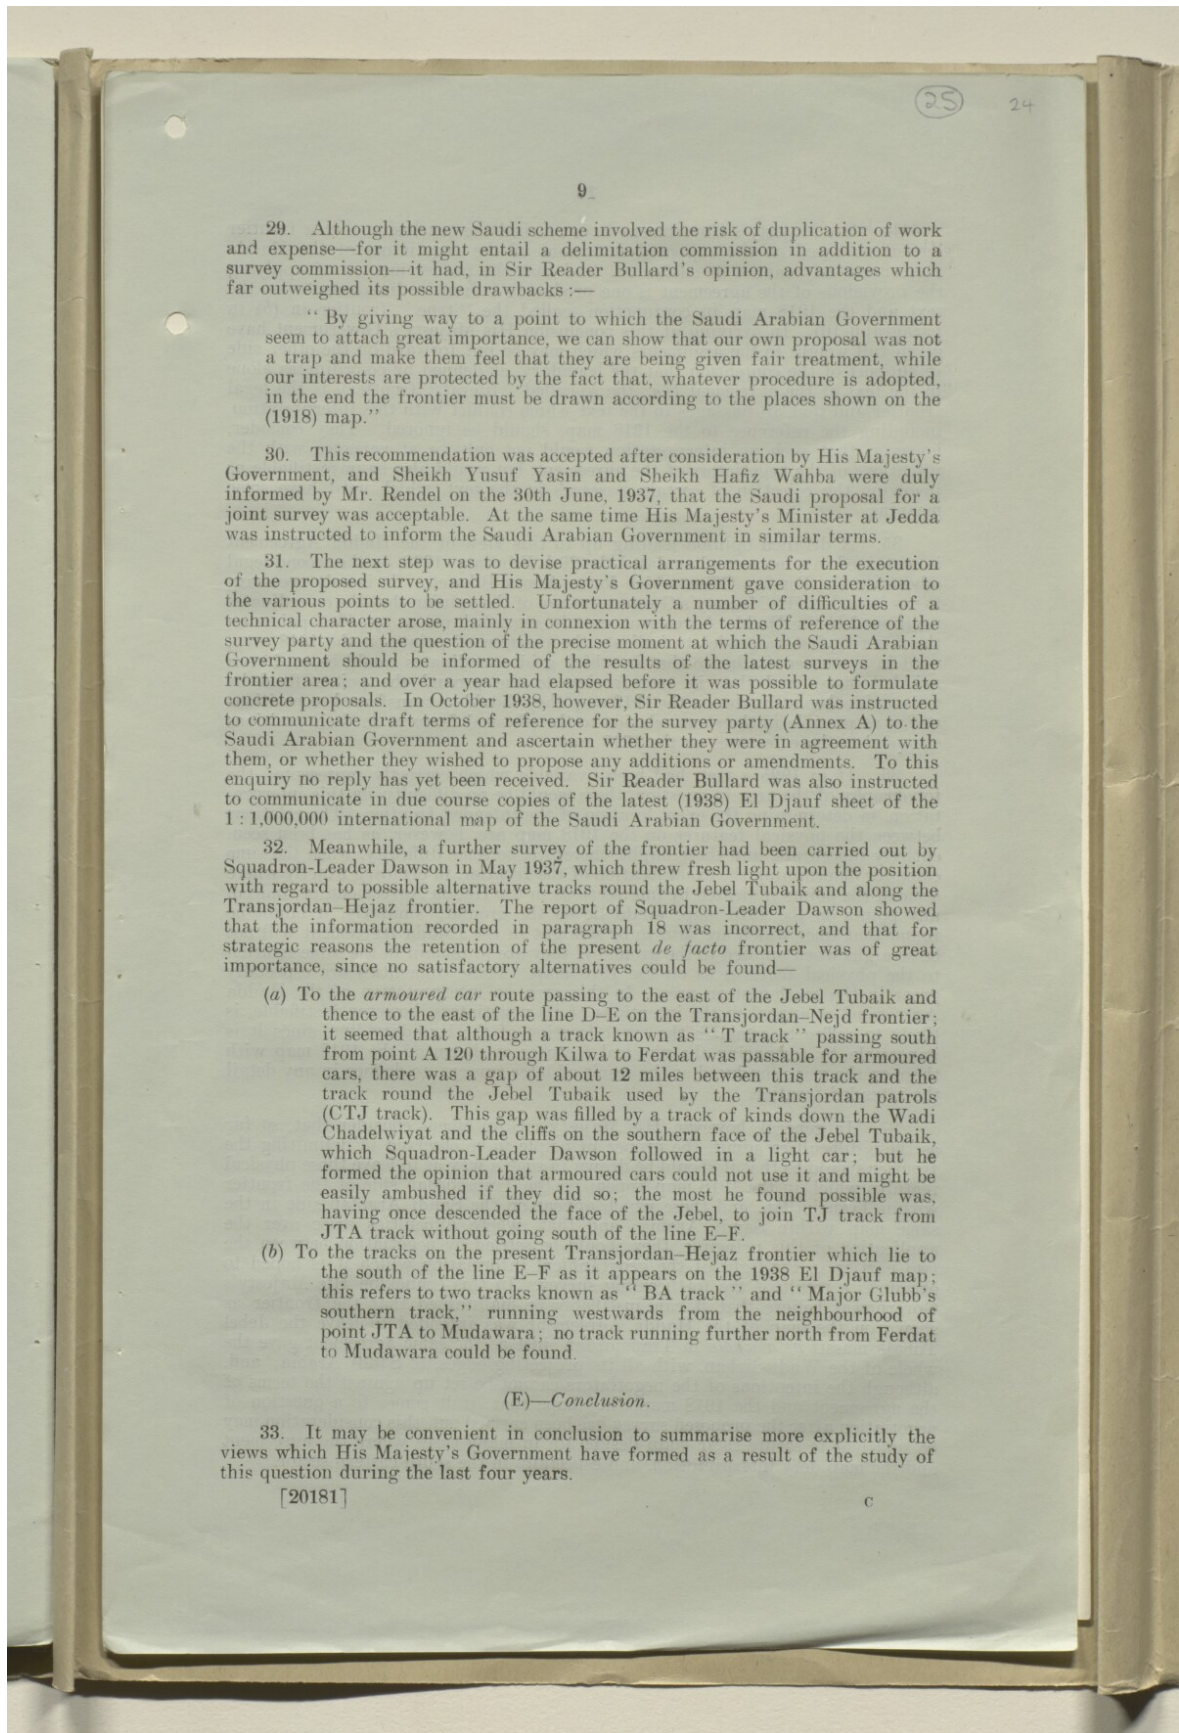 25 24
9
29. Although the new Saudi scheme involved the risk of duplication of work
and expense—for it might entail a delimitation commission in addition to a
survey commission—it had, in Sir Reader Bullard's opinion, advantages which
far outweighed its possible drawbacks :—
" By giving way to a point to which the Saudi Arabian Government
seem to attach great importance, we can show that our own proposal was not
a trap and make them feel that they are being given fair treatment, while
our interests are protected by the fact that, whatever procedure is adopted,
in the end the frontier must be drawn according to the places shown on the
(1918) map."
30. This recommendation was accepted after consideration by His Majesty's
Government, and Sheikh Yusuf Yasin and Sheikh Hafiz Wahba were duly
informed by Mr. Rendel on the 30th June, 1937, that the Saudi proposal for a
joint survey was acceptable. At the same time His Majesty's Minister at Jedda
was instructed to inform the Saudi Arabian Government in similar terms.
31. The next step was to devise practical arrangements for the execution
of the proposed survey, and His Majesty's Government gave consideration to
the various points to be settled. Unfortunately a number of difficulties of a
technical character arose, mainly in connexion with the terms of reference of the
survey party and the question of the precise moment at which the Saudi Arabian
Government should be informed of the results of the latest surveys in the
frontier area; and over a year had elapsed before it was possible to formulate
concrete proposals. In October 1938, however, Sir Reader Bullard was instructed
to communicate draft terms of reference for the survey party (Annex A) to the
Saudi Arabian Government and ascertain whether they were in agreement with
them, or whether they wished to propose any additions or amendments. To this
enquiry no reply has yet been received. Sir Reader Bullard was also instructed
to communicate in due course copies of the latest (1938) El Djauf sheet of the
1 : 1,000,000 international map of the Saudi Arabian Government.
32. Meanwhile, a further survey of the frontier had been carried out by
Squadron-Leader Dawson in May 1937, which threw fresh light upon the position
with regard to possible alternative tracks round the Jebel Tubaik and along the
Transjordan–Hejaz frontier. The report of Squadron-Leader Dawson showed
that the information recorded in paragraph 18 was incorrect, and that for
strategic reasons the retention of the present de facto frontier was of great
importance, since no satisfactory alternatives could be found—
(a) To the armoured car route passing to the east of the Jebel Tubaik and
thence to the east of the line D–E on the Transjordan–Nejd frontier;
it seemed that although a track known as " T track " passing south
from point A 120 through Kilwa to Ferdat was passable for armoured
cars, there was a gap of about 12 miles between this track and the
track round the Jebel Tubaik used by the Transjordan patrols
(CTJ track). This gap was filled by a track of kinds down the Wadi
Chadelwiyat and the cliffs on the southern face of the Jebel Tubaik,
which Squadron-Leader Dawson followed in a light car; but he
formed the opinion that armoured cars could not use it and might be
easily ambushed if they did so; the most he found possible was,
having once descended the face of the Jebel, to join TJ track from
JTA track without going south of the line E–F.
(b) To the tracks on the present Transjordan–Hejaz frontier which lie to
the south of the line E–F as it appears on the 1938 El Djauf map;
this refers to two tracks known as " BA track " and " Major Glubb's
southern track," running westwards from the neighbourhood of
point JTA to Mudawara; no track running further north from Ferdat
to Mudawara could be found.
(E)—Conclusion.
33. It may be convenient in conclusion to summarise more explicitly the
views which His Majesty's Government have formed as a result of the study of
this question during the last four years.
[20181] C